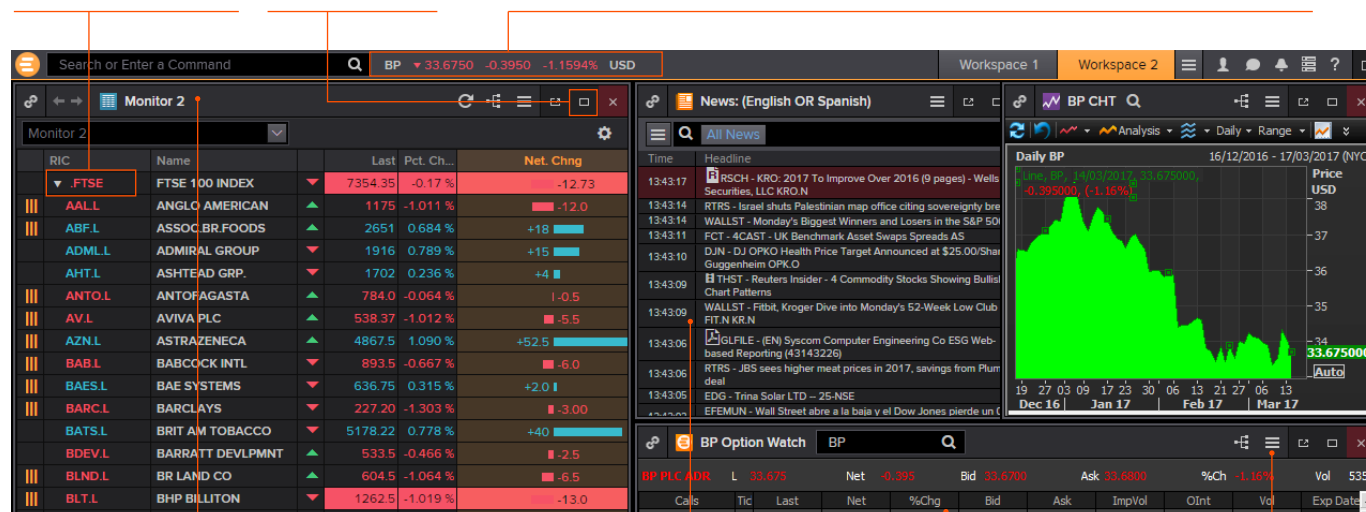 Search or Enter a Command BP ▼ 33.6750 -0.3950 -1.1594% USD Workspace 1 Workspace 2 ?
Monitor 2
Monitor 2
RIC Name Last Pct. Ch... Net. Chng
▼ .FTSE FTSE 100 INDEX 7354.35 -0.17 % -12.73
AAL.L ANGLO AMERICAN 1175 -1.011 % -12.0
ABF.L ASSOC.BR.FOODS 2651 0.684 % +18
ADML.L ADMIRAL GROUP 1916 0.789 % +15
AHT.L ASHTEAD GRP. 1702 0.236 % +4
ANTO.L ANTOFAGASTA 784.0 -0.064 % -0.5
AV.L AVIVA PLC 538.37 -1.012 % -5.5
AZN.L ASTRAZENECA 4867.5 1.090 % +52.5
BAB.L BABCOCK INTL 893.5 -0.667 % -6.0
BAES.L BAE SYSTEMS 636.75 0.315 % +2.0
BARC.L BARCLAYS 227.20 -1.303 % -3.00
BATS.L BRIT AM TOBACCO 5178.22 0.778 % +40
BDEV.L BARRATT DEVLPMNT 533.5 -0.466 % -2.5
BLND.L BR LAND CO 604.5 -1.064 % -6.5
BLT.L BHP BILLITON 1262.5 -1.019 % -13.0
News: (English OR Spanish)
All News
Time Headline
13:43:17 R RSCH - KRO: 2017 To Improve Over 2016 (9 pages) - Wells
Securities, LLC KRO.N
13:43:14 RTRS - Israel shuts Palestinian map office citing sovereignty bre
13:43:14 WALLST - Monday's Biggest Winners and Losers in the S&P 50
13:43:11 FCT - 4CAST - UK Benchmark Asset Swaps Spreads AS
13:43:10 DJN - DJ OPKO Health Price Target Announced at $25.00/Shar
Guggenheim OPK.O
13:43:09 THST - Reuters Insider - 4 Commodity Stocks Showing Bullis
Chart Patterns
13:43:09 WALLST - Fitbit, Kroger Dive into Monday's 52-Week Low Club
FIT.N KR.N
13:43:06 GLFILE - (EN) Syscom Computer Engineering Co ESG Web-
based Reporting (43143226)
13:43:06 RTRS - JBS sees higher meat prices in 2017, savings from Plum
deal
13:43:05 EDG - Trina Solar LTD -- 25-NSE
EFEMUN - Wall Street abre a la baja y el Dow Jones pierde un
BP CHT
Analysis Daily Range
Daily BP 16/12/2016 - 17/03/2017 (NYC
Line, BP, 14/03/2017, 33.675000,
-0.395000, (-1.16%)
Price
USD
38
37
36
35
34
33.675000
Auto
19 27 03 09 17 23 30 06 13 21 27 06 13
Dec 16 Jan 17 Feb 17 Mar 17
BP Option Watch BP
BP PLC ADR L 33.675 Net -0.395 Bid 33.6700 Ask 33.6800 %Ch -1.16% Vol 535
Calls Tic Last Net %Chg Bid Ask ImpVol OInt Vol Exp Date